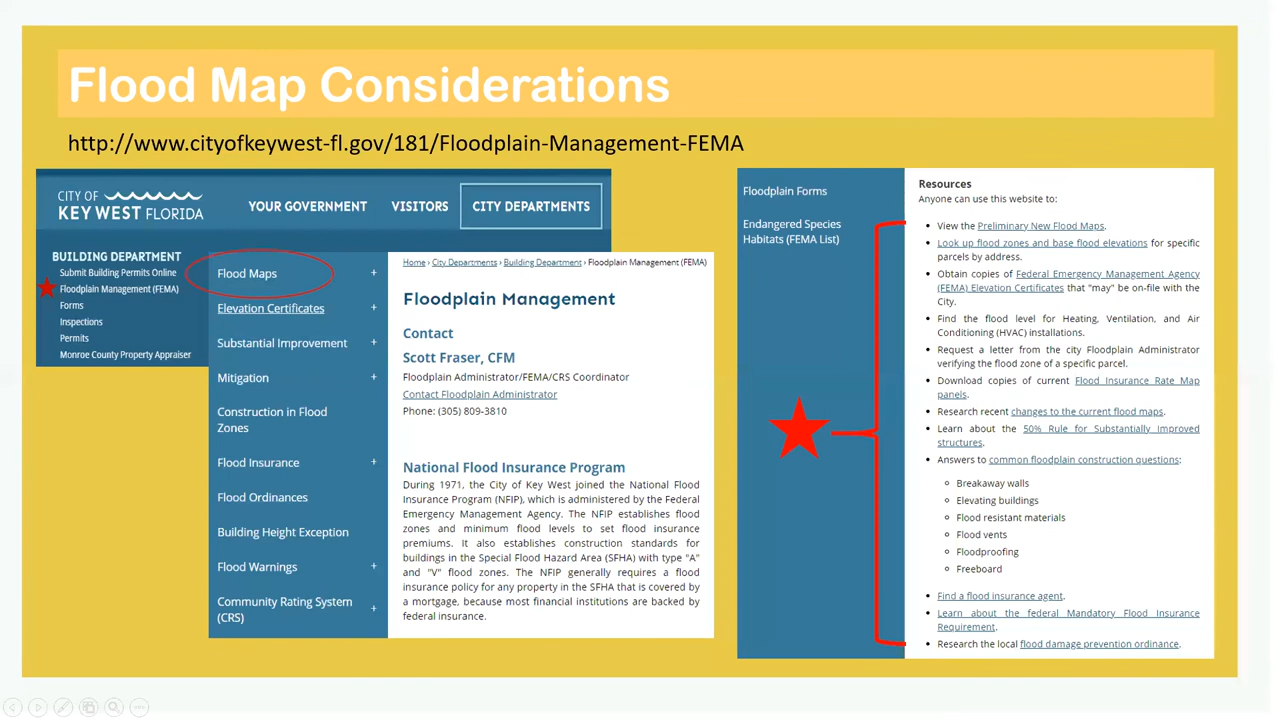 Flood Map Considerations
http://www.cityofkeywest-fl.gov/181/Floodplain-Management-FEMA
CITY OF
KEY WEST FLORIDA
YOUR GOVERNMENT
VISITORS
CITY DEPARTMENTS
BUILDING DEPARTMENT
Submit Building Permits Online
Floodplain Management (FEMA)
Forms
Inspections
Permits
Monroe County Property Appraiser
Flood Maps +
Elevation Certificates +
Substantial Improvement +
Mitigation +
Construction in Flood
Zones
Flood Insurance +
Flood Ordinances
Building Height Exception
Flood Warnings +
Community Rating System
(CRS) +
Home › City Departments › Building Department › Floodplain Management (FEMA)
Floodplain Management
Contact
Scott Fraser, CFM
Floodplain Administrator/FEMA/CRS Coordinator
Contact Floodplain Administrator
Phone: (305) 809-3810
National Flood Insurance Program
During 1971, the City of Key West joined the National Flood
Insurance Program (NFIP), which is administered by the Federal
Emergency Management Agency. The NFIP establishes flood
zones and minimum flood levels to set flood insurance
premiums. It also establishes construction standards for
buildings in the Special Flood Hazard Area (SFHA) with type "A"
and "V" flood zones. The NFIP generally requires a flood
insurance policy for any property in the SFHA that is covered by
a mortgage, because most financial institutions are backed by
federal insurance.
Floodplain Forms
Endangered Species
Habitats (FEMA List)
Resources
Anyone can use this website to:
• View the Preliminary New Flood Maps.
• Look up flood zones and base flood elevations for specific
parcels by address.
• Obtain copies of Federal Emergency Management Agency
(FEMA) Elevation Certificates that "may" be on-file with the
City.
• Find the flood level for Heating, Ventilation, and Air
Conditioning (HVAC) installations.
• Request a letter from the city Floodplain Administrator
verifying the flood zone of a specific parcel.
• Download copies of current Flood Insurance Rate Map
panels.
• Research recent changes to the current flood maps.
• Learn about the 50% Rule for Substantially improved
structures.
• Answers to common floodplain construction questions:
Breakaway walls
Elevating buildings
Flood resistant materials
Flood vents
Floodproofing
Freeboard
• Find a flood insurance agent.
• Learn about the federal Mandatory Flood Insurance
Requirement.
• Research the local flood damage prevention ordinance.